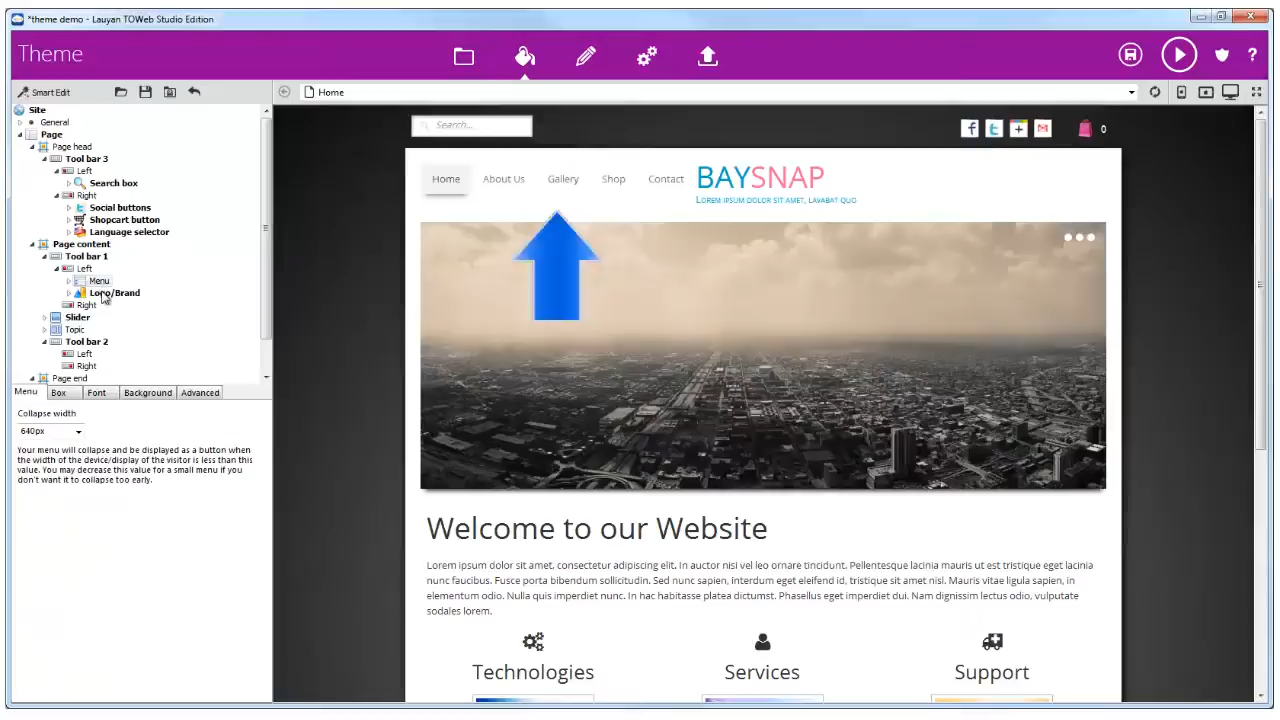 *theme demo - Lauyan TOWeb Studio Edition
Theme
Smart Edit
Home
Site
General
Page
Page head
Tool bar 3
Left
Search box
Right
Social buttons
Shopcart button
Language selector
Page content
Tool bar 1
Left
Menu
Logo/Brand
Right
Slider
Topic
Tool bar 2
Left
Right
Page end
Menu
Box
Font
Background
Advanced
Collapse width
640px
Your menu will collapse and be displayed as a button when
the width of the device/display of the visitor is less than this
value. You may decrease this value for a small menu if you
don't want it to collapse too early.
Search...
0
Home
About Us
Gallery
Shop
Contact
BAYSNAP
Lorem ipsum dolor sit amet, lavabat quo
Welcome to our Website
Lorem ipsum dolor sit amet, consectetur adipiscing elit. In auctor nisi vel leo ornare tincidunt. Pellentesque lacinia mauris ut est tristique eget lacinia
nunc faucibus. Fusce porta bibendum sollicitudin. Sed nunc sapien, interdum eget eleifend id, tristique sit amet nisl. Mauris vitae ligula sapien, in
elementum odio. Nulla quis imperdiet nunc. In hac habitasse platea dictumst. Phasellus eget imperdiet dui. Nam dignissim lectus odio, vulputate
sodales lorem.
Technologies
Services
Support